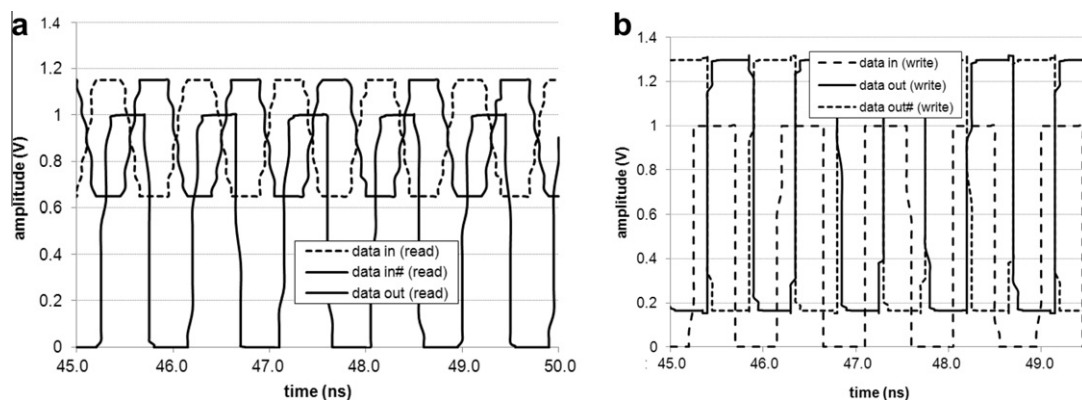 a
1.4
1.2
1
0.8
0.6
0.4
0.2
0
amplitude (V)
data in (read)
data in# (read)
data out (read)
45.0 46.0 47.0 48.0 49.0 50.0
time (ns)
b
1.4
1.2
1
0.8
0.6
0.4
0.2
0
amplitude (V)
data in (write)
data out (write)
data out# (write)
45.0 46.0 47.0 48.0 49.0
time (ns)